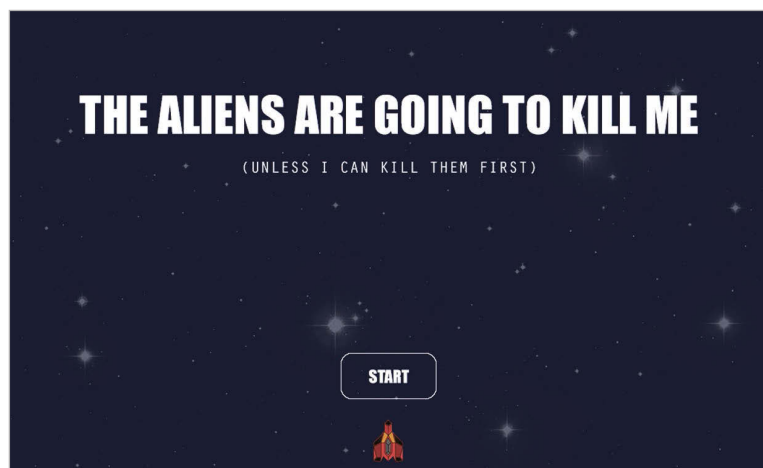 THE ALIENS ARE GOING TO KILL ME
(UNLESS I CAN KILL THEM FIRST)
START